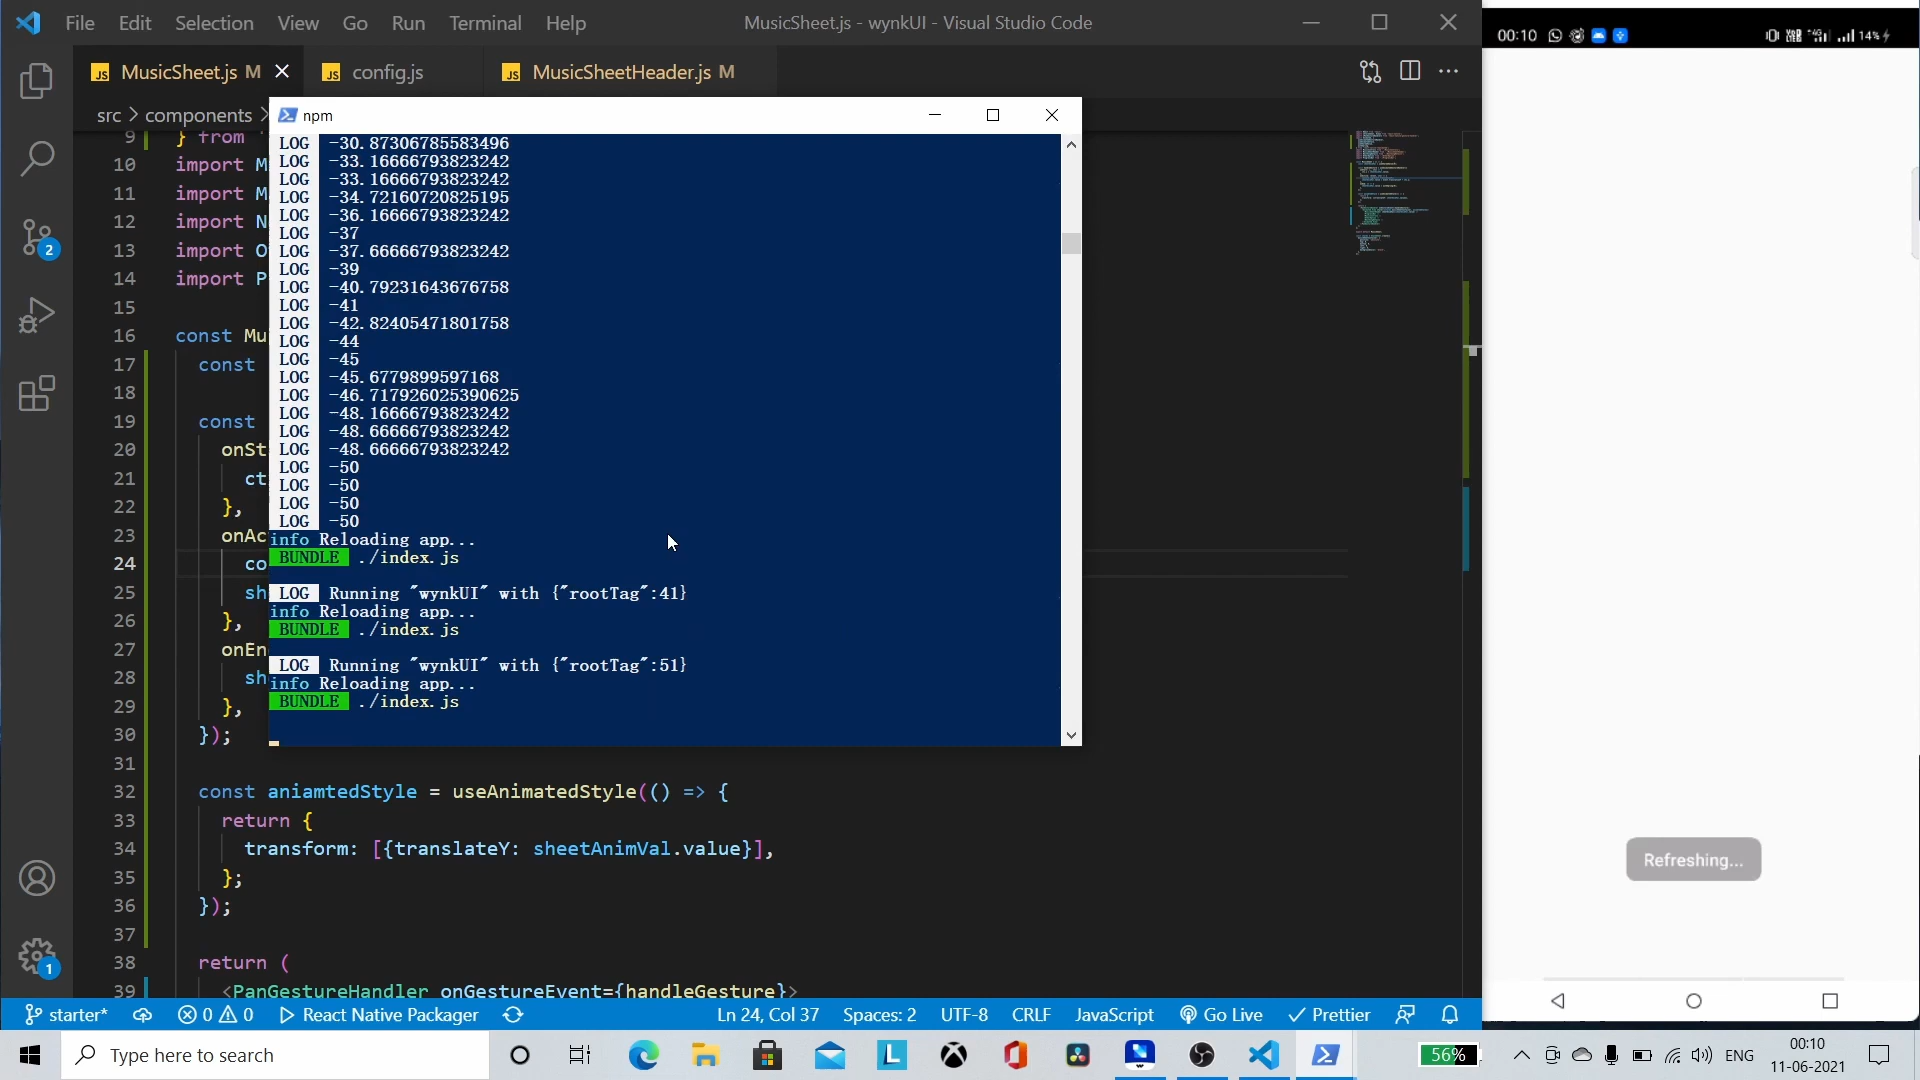 File Edit Selection View Go Run Terminal Help
MusicSheet.js - wynkUI - Visual Studio Code
JS MusicSheet.js M
JS config.js
JS MusicSheetHeader.js M
src > components >
npm
LOG -30.87306785583496
LOG -33.16666793823242
LOG -33.166667938232​42
LOG -34.72160720825195
LOG -36.16666793823242
LOG -37
LOG -37.66666793823242
LOG -39
LOG -40.79231643676758
LOG -41
LOG -42.82405471801758
LOG -44
LOG -45
LOG -45.6779899597168
LOG -46.717926025390625
LOG -48.16666793823242
LOG -48.66666793823242
LOG -48.66666793823242
LOG -50
LOG -50
LOG -50
LOG -50
info Reloading app...
BUNDLE ./index.js
LOG Running "wynkUI" with {"rootTag":41}
info Reloading app...
BUNDLE ./index.js
LOG Running "wynkUI" with {"rootTag":51}
info Reloading app...
BUNDLE ./index.js
9 } from '
10 import M
11 import M
12 import N
13 import O
14 import P
15
16 const Mu
17 const
18
19 const
20 onSt
21 ct
22 },
23 onAc
24 co
25 sh
26 },
27 onEn
28 sh
29 },
30 });
31
32 const aniamtedStyle = useAnimatedStyle(() => {
33 return {
34 transform: [{translateY: sheetAnimVal.value}],
35 };
36 });
37
38 return (
39 <PanGestureHandler onGestureEvent={handleGesture}>
2
1
starter* 0 0 React Native Packager Ln 24, Col 37 Spaces: 2 UTF-8 CRLF JavaScript Go Live Prettier
00:10
4G
14%
Refreshing...
Type here to search
56%
ENG
00:10
11-06-2021